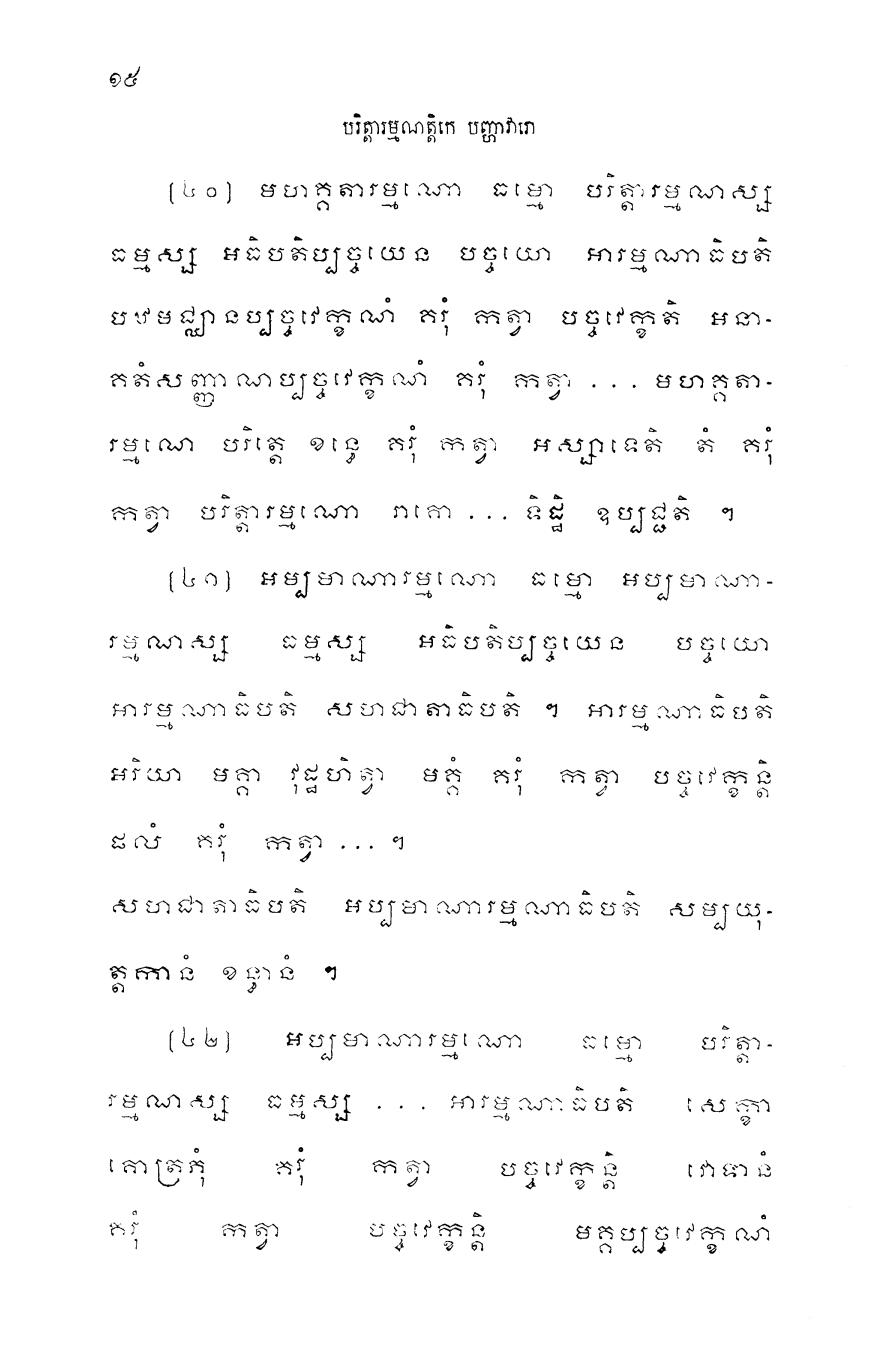 ១៥
បរិត្តារម្មណត្តិកេ បញ្ហាវារោ
(៤០) មហគ្គតារម្មណោ ធម្មោ បរិត្តារម្មណស្ស
ធម្មស្ស អធិបតិប្បច្ចយេន បច្ចយោ អារម្មណាធិបតិ
បឋមជ្ឈានប្បច្ចវេក្ខណំ គរុំ កត្វា បច្ចវេក្ខតិ អនា-
គតំសញ្ញាណប្បច្ចវេក្ខណំ គរុំ កត្វា ... មហគ្គតា-
រម្មណេ បរិត្តេ ខន្ធេ គរុំ កត្វា អស្សាទេតិ តំ គរុំ
កត្វា បរិត្តារម្មណោ រាគោ ... ទិដ្ឋិ ឧប្បជ្ជតិ ។
(៤១) អប្បមាណារម្មណោ ធម្មោ អប្បមាណា-
រម្មណស្ស ធម្មស្ស អធិបតិប្បច្ចយេន បច្ចយោ
អារម្មណាធិបតិ សហជាតាធិបតិ ។ អារម្មណាធិបតិ
អរិយា មគ្គា វុដ្ឋហិត្វា មគ្គំ គរុំ កត្វា បច្ចវេក្ខន្តិ
ផលំ គរុំ កត្វា ... ។
សហជាតាធិបតិ អប្បមាណារម្មណាធិបតិ សម្បយុ-
ត្តកានំ ខន្ធានំ ។
(៤២) អប្បមាណារម្មណោ ធម្មោ បរិត្តា-
រម្មណស្ស ធម្មស្ស ... អារម្មណាធិបតិ សេក្ខា
គោត្រភុំ គរុំ កត្វា បច្ចវេក្ខន្តិ វោទានំ
គរុំ កត្វា បច្ចវេក្ខន្តិ មគ្គប្បច្ចវេក្ខណំ